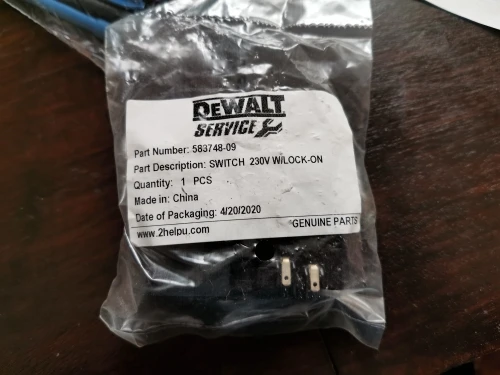 DEWALT
SERVICE
Part Number: 583748-09
Part Description: SWITCH 230V W/LOCK-ON
Quantity: 1 PCS
Made in: China
Date of Packaging: 4/20/2020
www.2helpu.com GENUINE PARTS